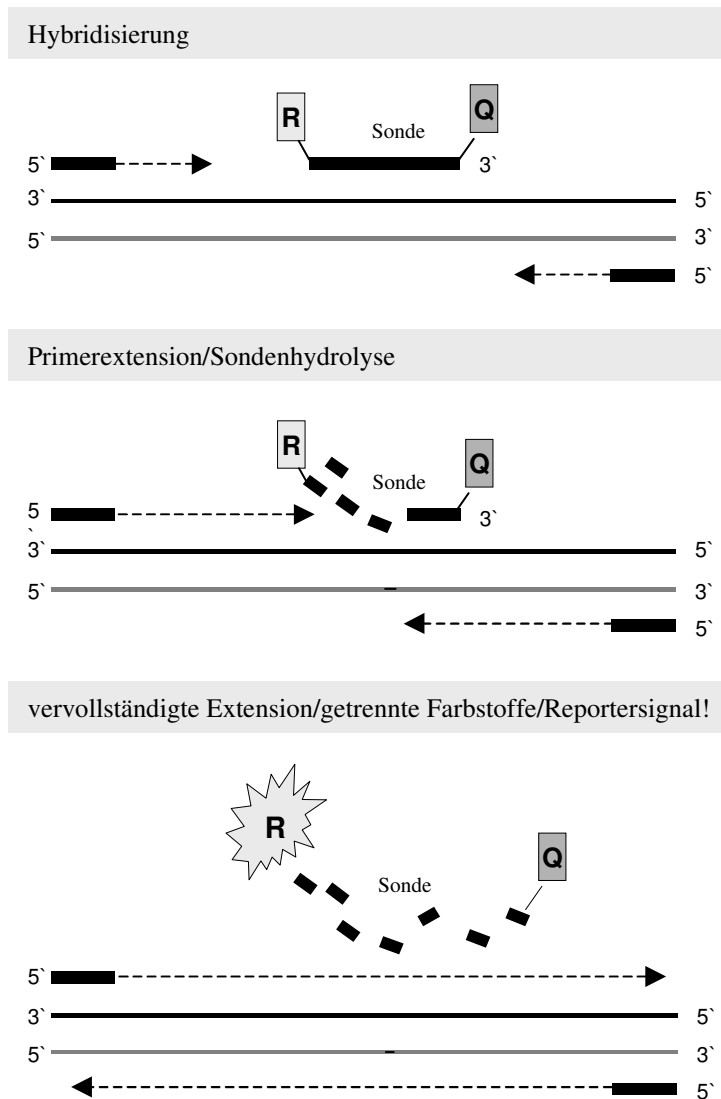 Hybridisierung
R Q
Sonde
5` 3`
3` 5`
5` 3`
5`
Primerextension/Sondenhydrolyse
R Q
Sonde
5
` 3`
3` 5`
5` 3`
5`
vervollständigte Extension/getrennte Farbstoffe/Reportersignal!
R
Q
Sonde
5`
3` 5`
5` 3`
5`